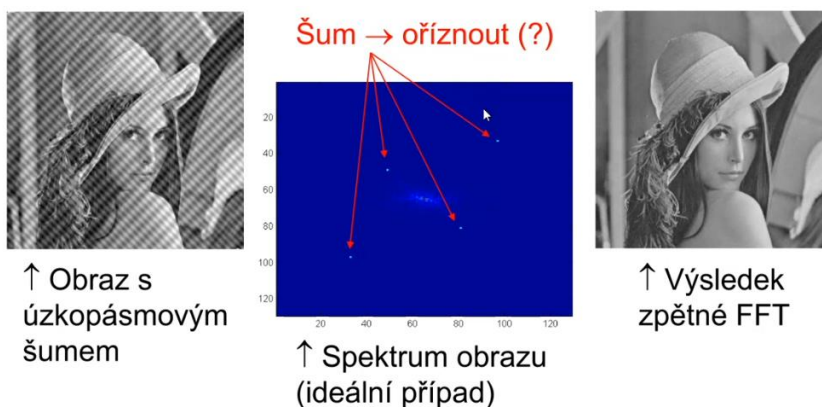 Šum → oříznout (?)
20
40
60
80
100
120
20 40 60 80 100 120
↑ Obraz s
úzkopásmovým
šumem
↑ Spektrum obrazu
(ideální případ)
↑ Výsledek
zpětné FFT